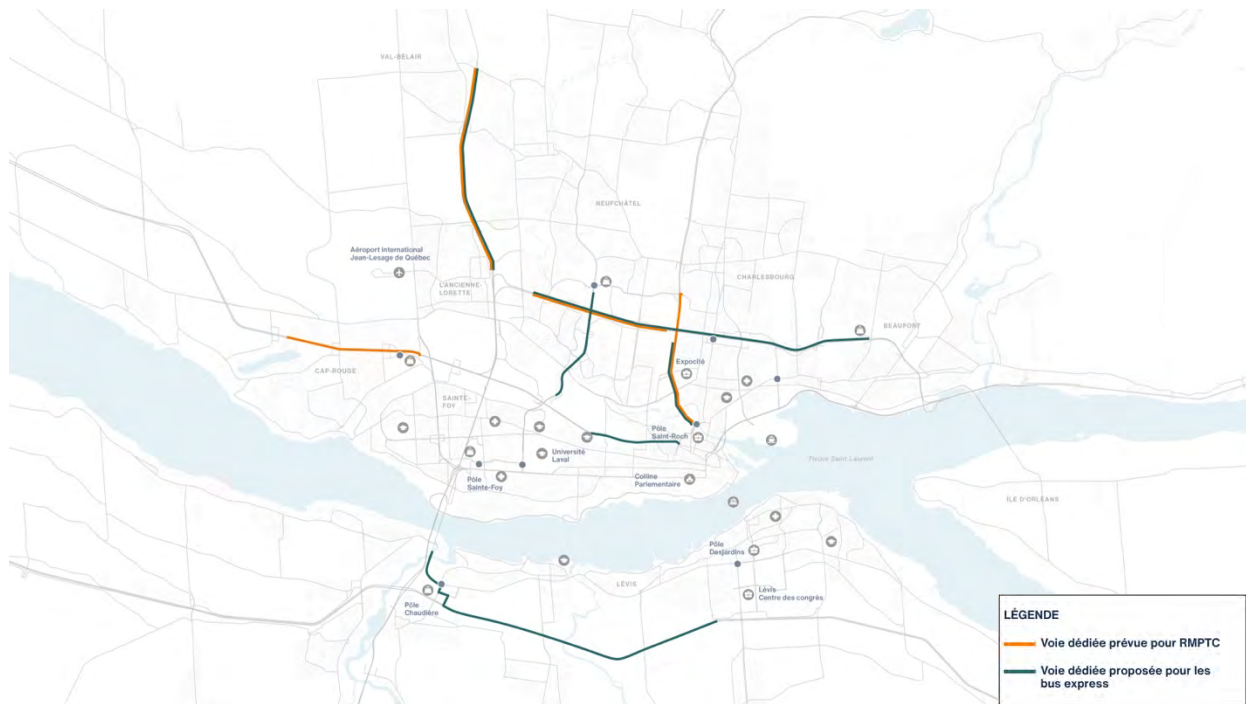 VAL-BÉLAIR
NEUFCHÂTEL
Aéroport international
Jean-Lesage de Québec
CHARLESBOURG
L'ANCIENNE-
LORETTE
BEAUPORT
Expocité
CAP-ROUGE
SAINTE-
FOY
Pôle
Saint-Roch
Université
Laval
Fleuve Saint-Laurent
Pôle
Sainte-Foy
Colline
Parlementaire
ÎLE D'ORLÉANS
Pôle
Desjardins
LÉVIS
Lévis
Centre des congrès
Pôle
Chaudière
LÉGENDE
Voie dédiée prévue pour RMPTC
Voie dédiée proposée pour les
bus express